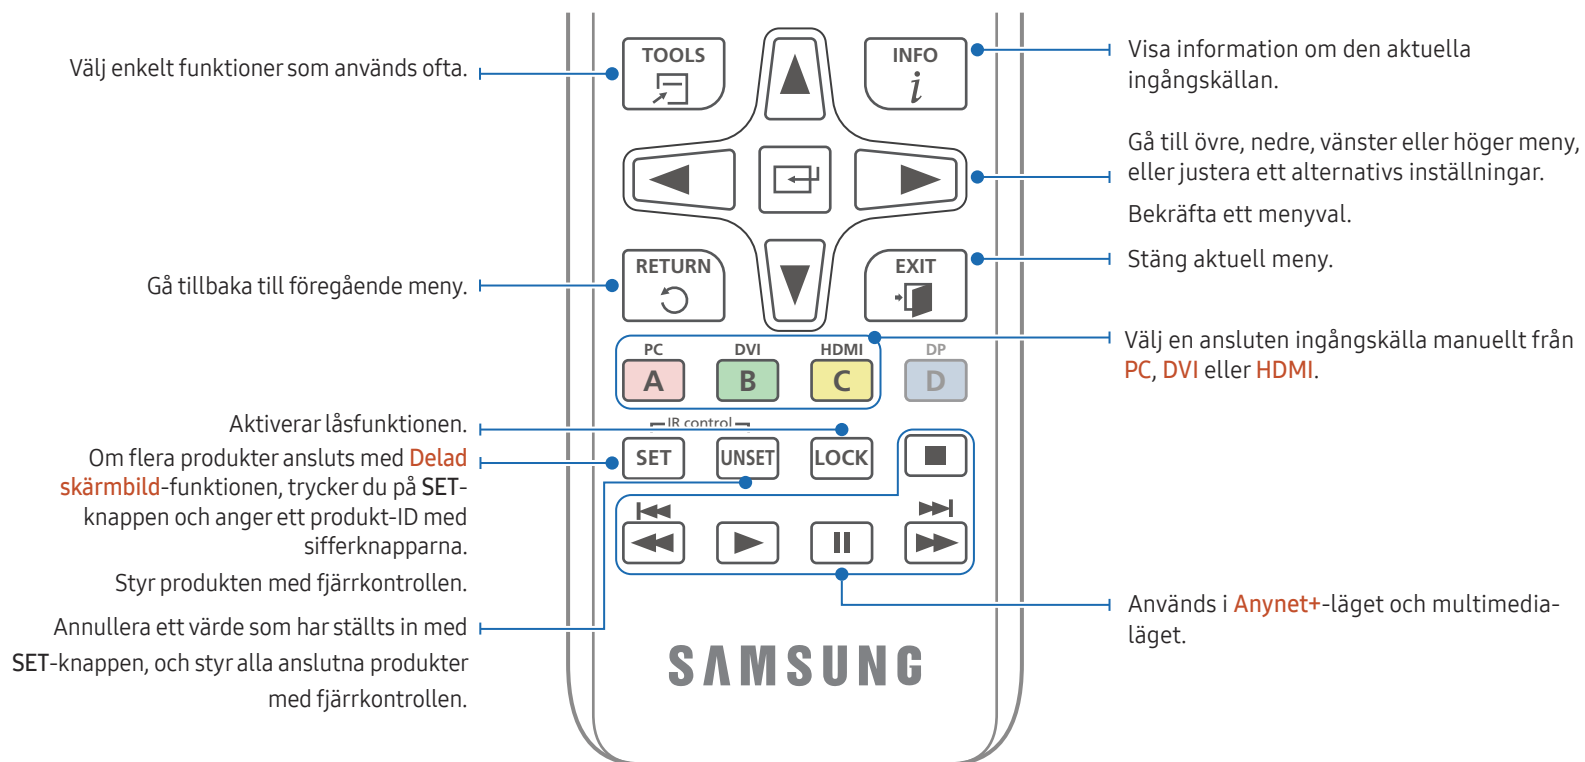 Välj enkelt funktioner som används ofta.
TOOLS
INFO
i
Visa information om den aktuella
ingångskällan.
Gå till övre, nedre, vänster eller höger meny,
eller justera ett alternativs inställningar.
Bekräfta ett menyval.
Gå tillbaka till föregående meny.
RETURN
EXIT
Stäng aktuell meny.
PC DVI HDMI DP
A B C D
Välj en ansluten ingångskälla manuellt från
PC, DVI eller HDMI.
IR control
SET UNSET LOCK
Aktiverar låsfunktionen.
Om flera produkter ansluts med Delad
skärmbild-funktionen, trycker du på SET-
knappen och anger ett produkt-ID med
sifferknapparna.
Styr produkten med fjärrkontrollen.
Annullera ett värde som har ställts in med
SET-knappen, och styr alla anslutna produkter
med fjärrkontrollen.
Används i Anynet+-läget och multimedia-
läget.
SAMSUNG